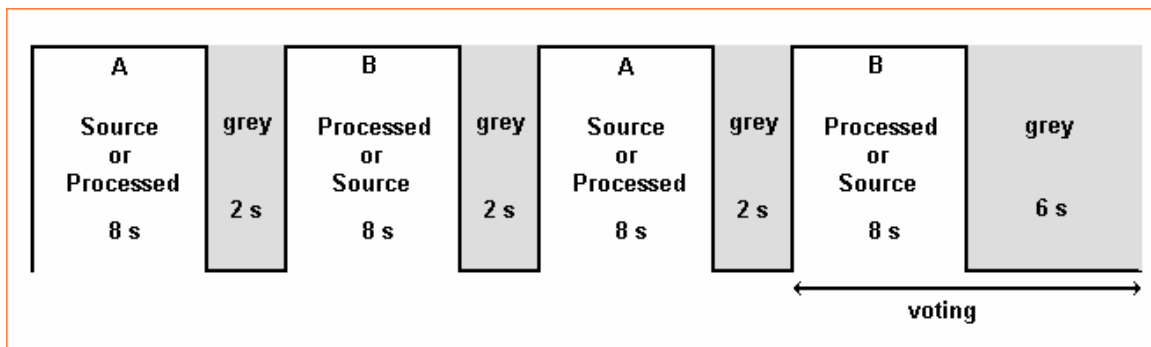 A
Source
or
Processed
8 s
grey
2 s
B
Processed
or
Source
8 s
grey
2 s
A
Source
or
Processed
8 s
grey
2 s
B
Processed
or
Source
8 s
grey
6 s
voting